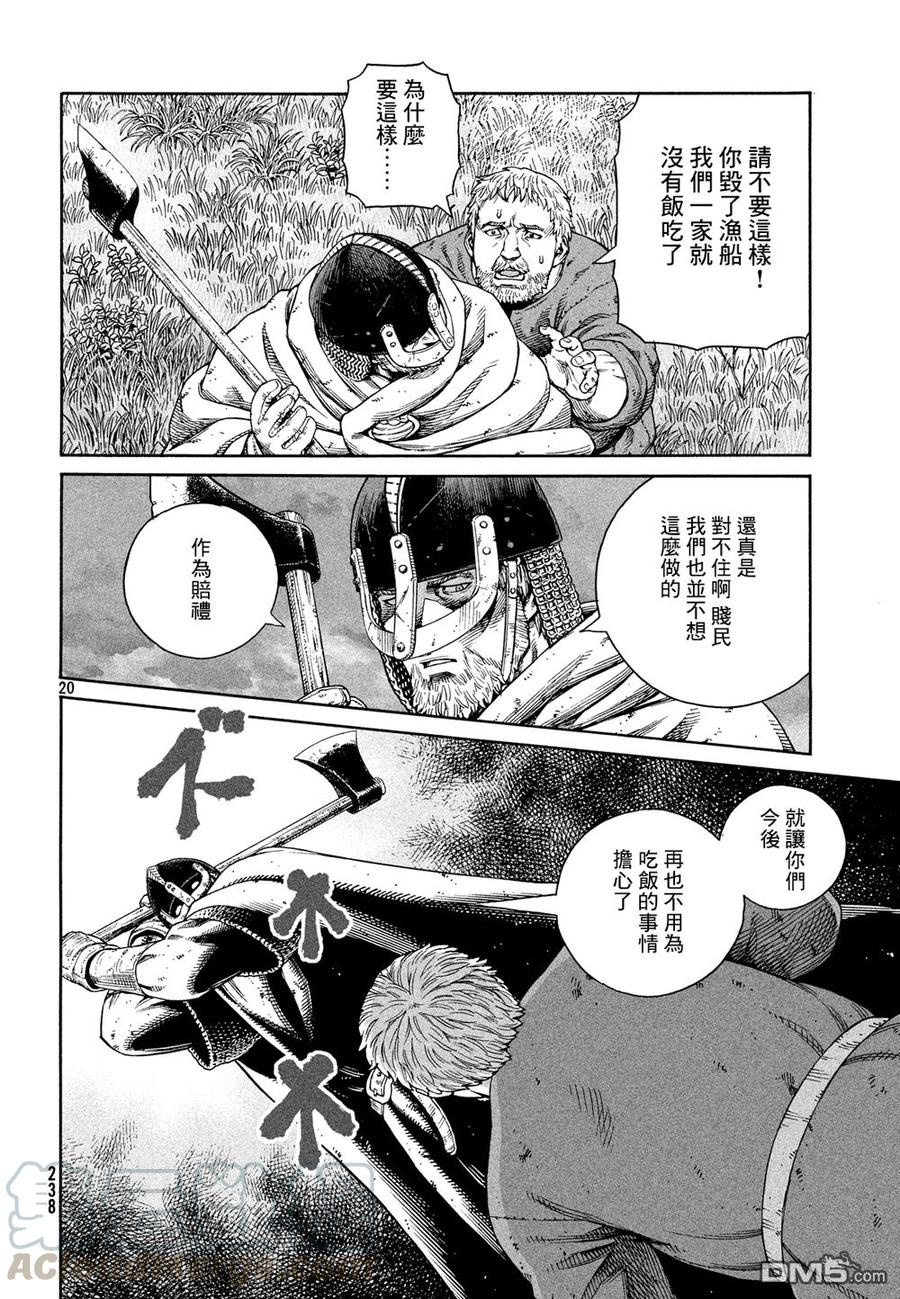 請不要這樣！
你毀了漁船
我們一家就
沒有飯吃了
為什麼
要這樣……
還真是
對不住啊 賤民
我們也並不想
這麼做的
作為賠禮
20
就讓你們
今後
再也不用為
吃飯的事情
擔心了
ド
ホ
ホ
238
DM5.com